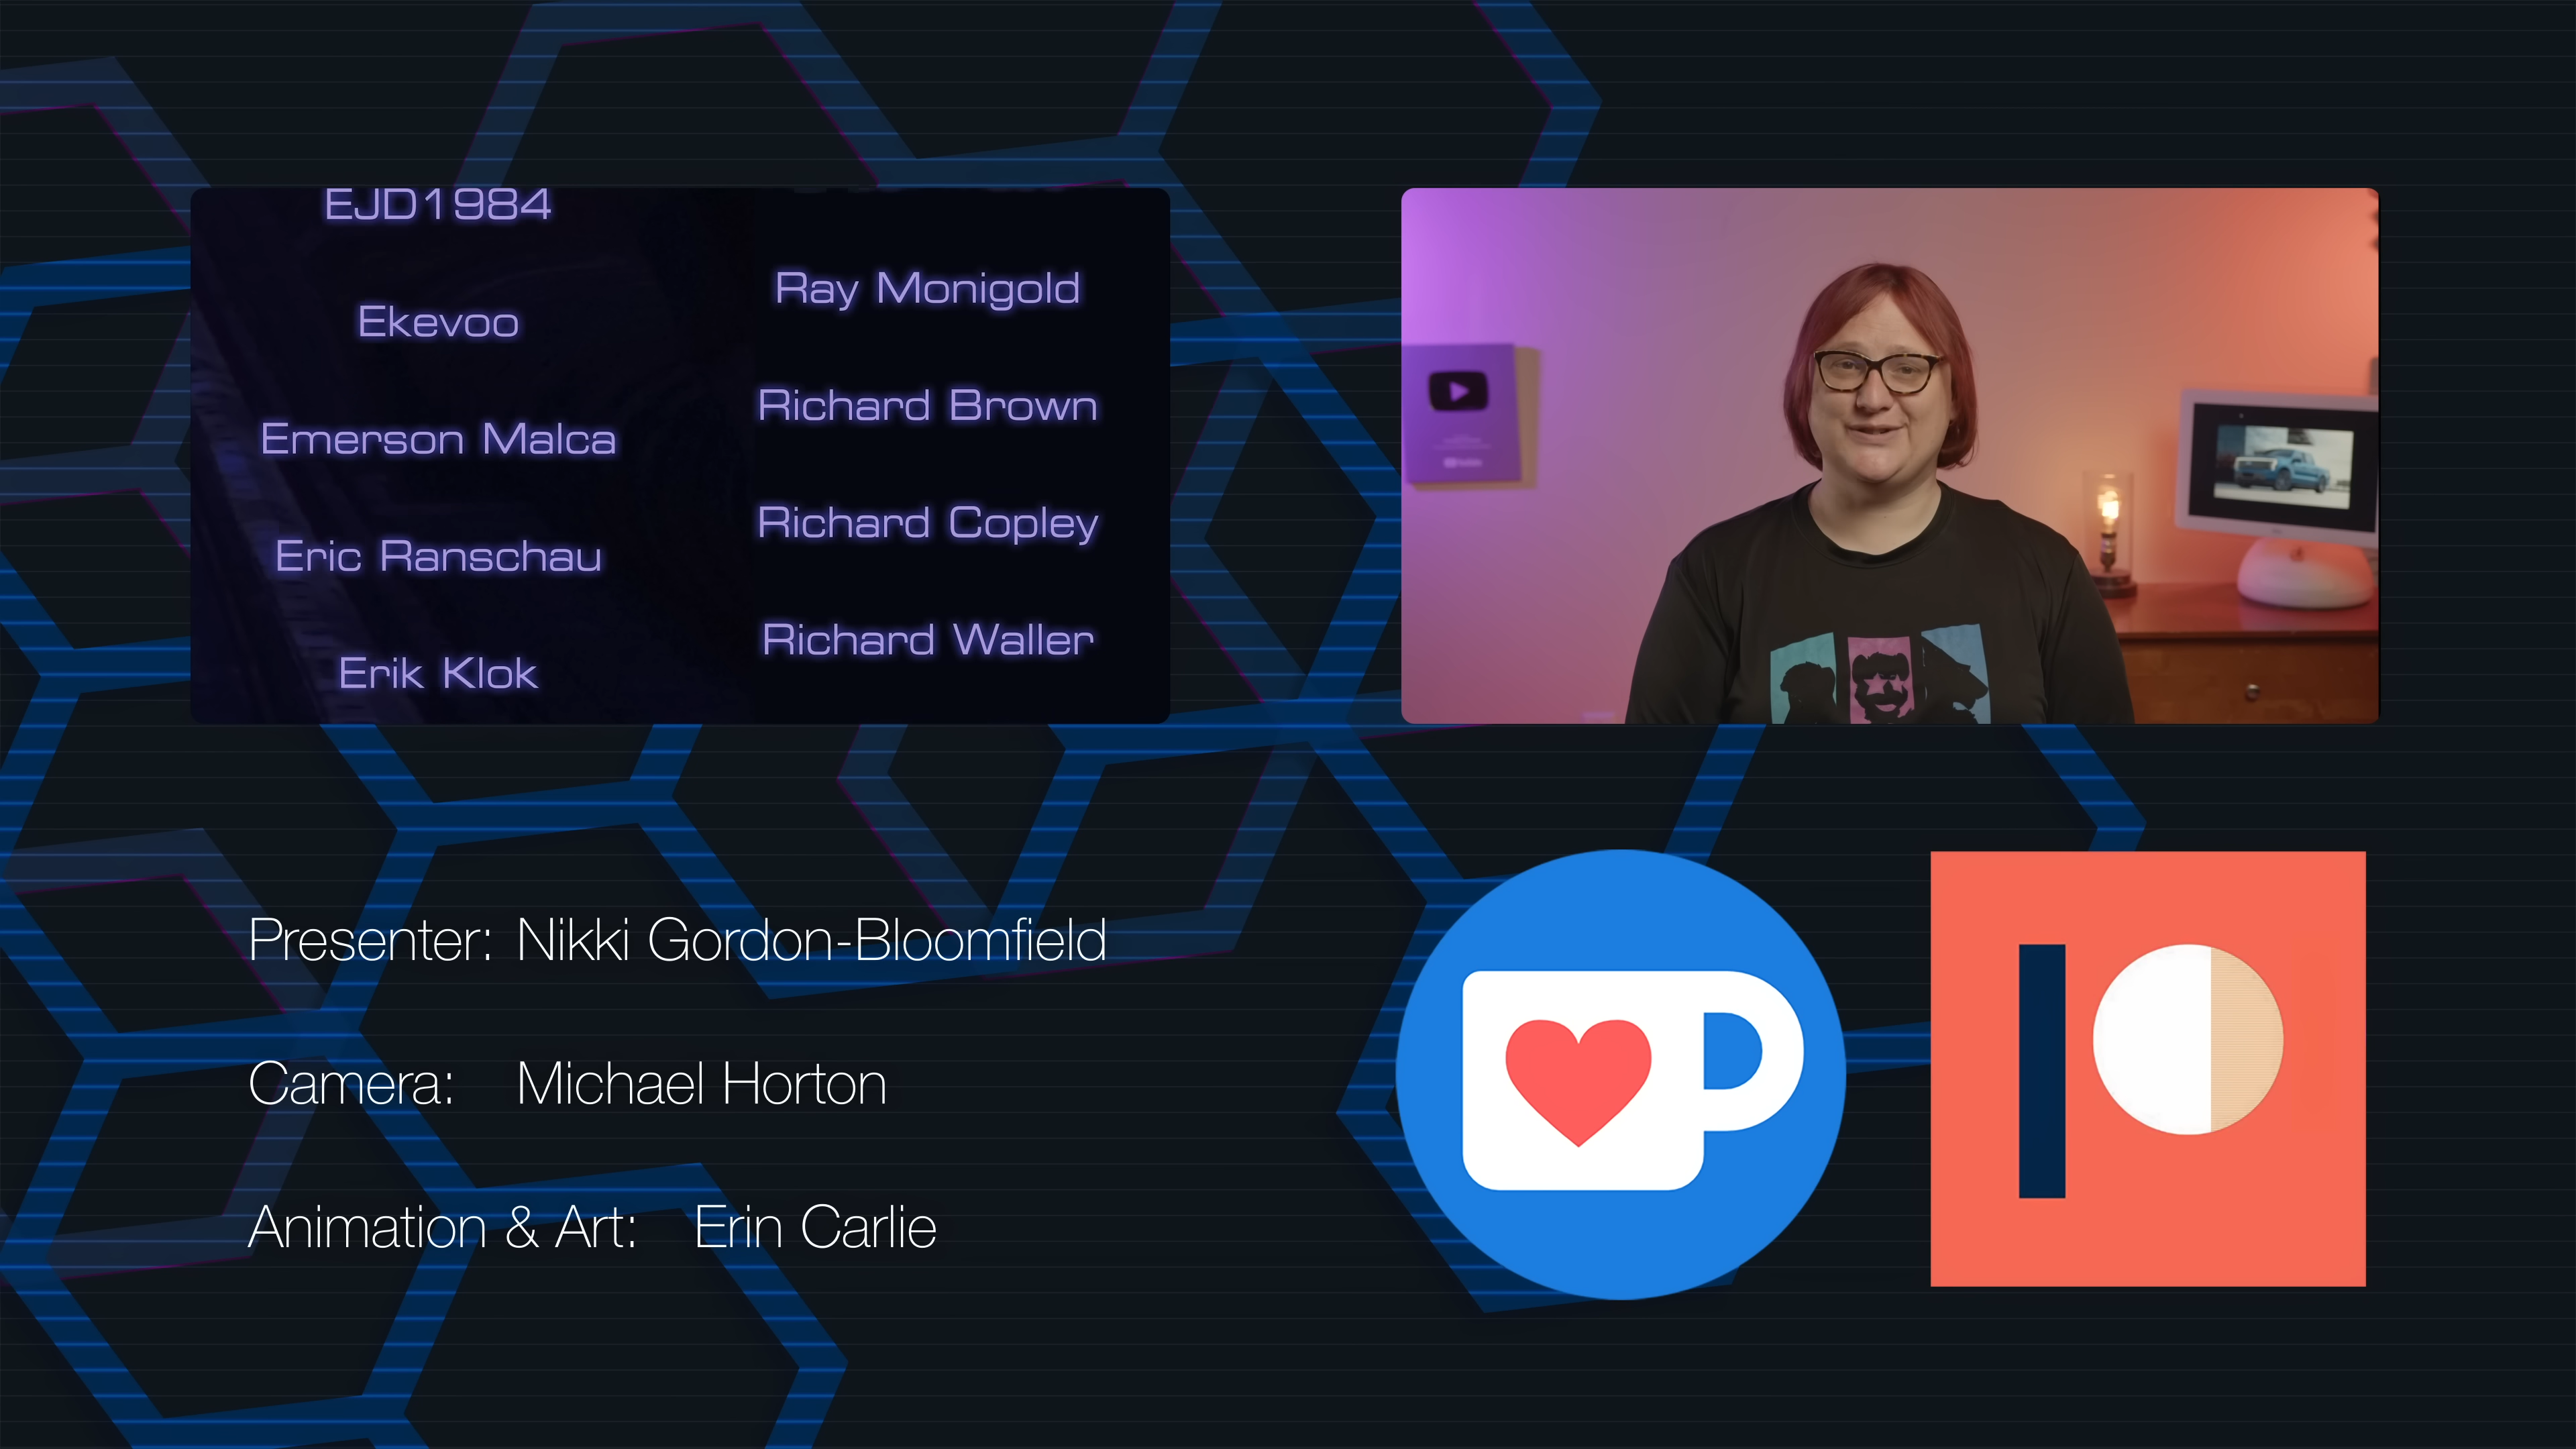 EJD1984
Ekevoo
Emerson Malca
Eric Ranschau
Erik Klok
Ray Monigold
Richard Brown
Richard Copley
Richard Waller
Presenter: Nikki Gordon-Bloomfield
Camera: Michael Horton
Animation & Art: Erin Carlie